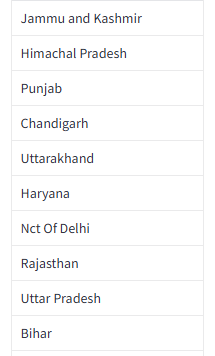 Jammu and Kashmir
Himachal Pradesh
Punjab
Chandigarh
Uttarakhand
Haryana
Nct Of Delhi
Rajasthan
Uttar Pradesh
Bihar